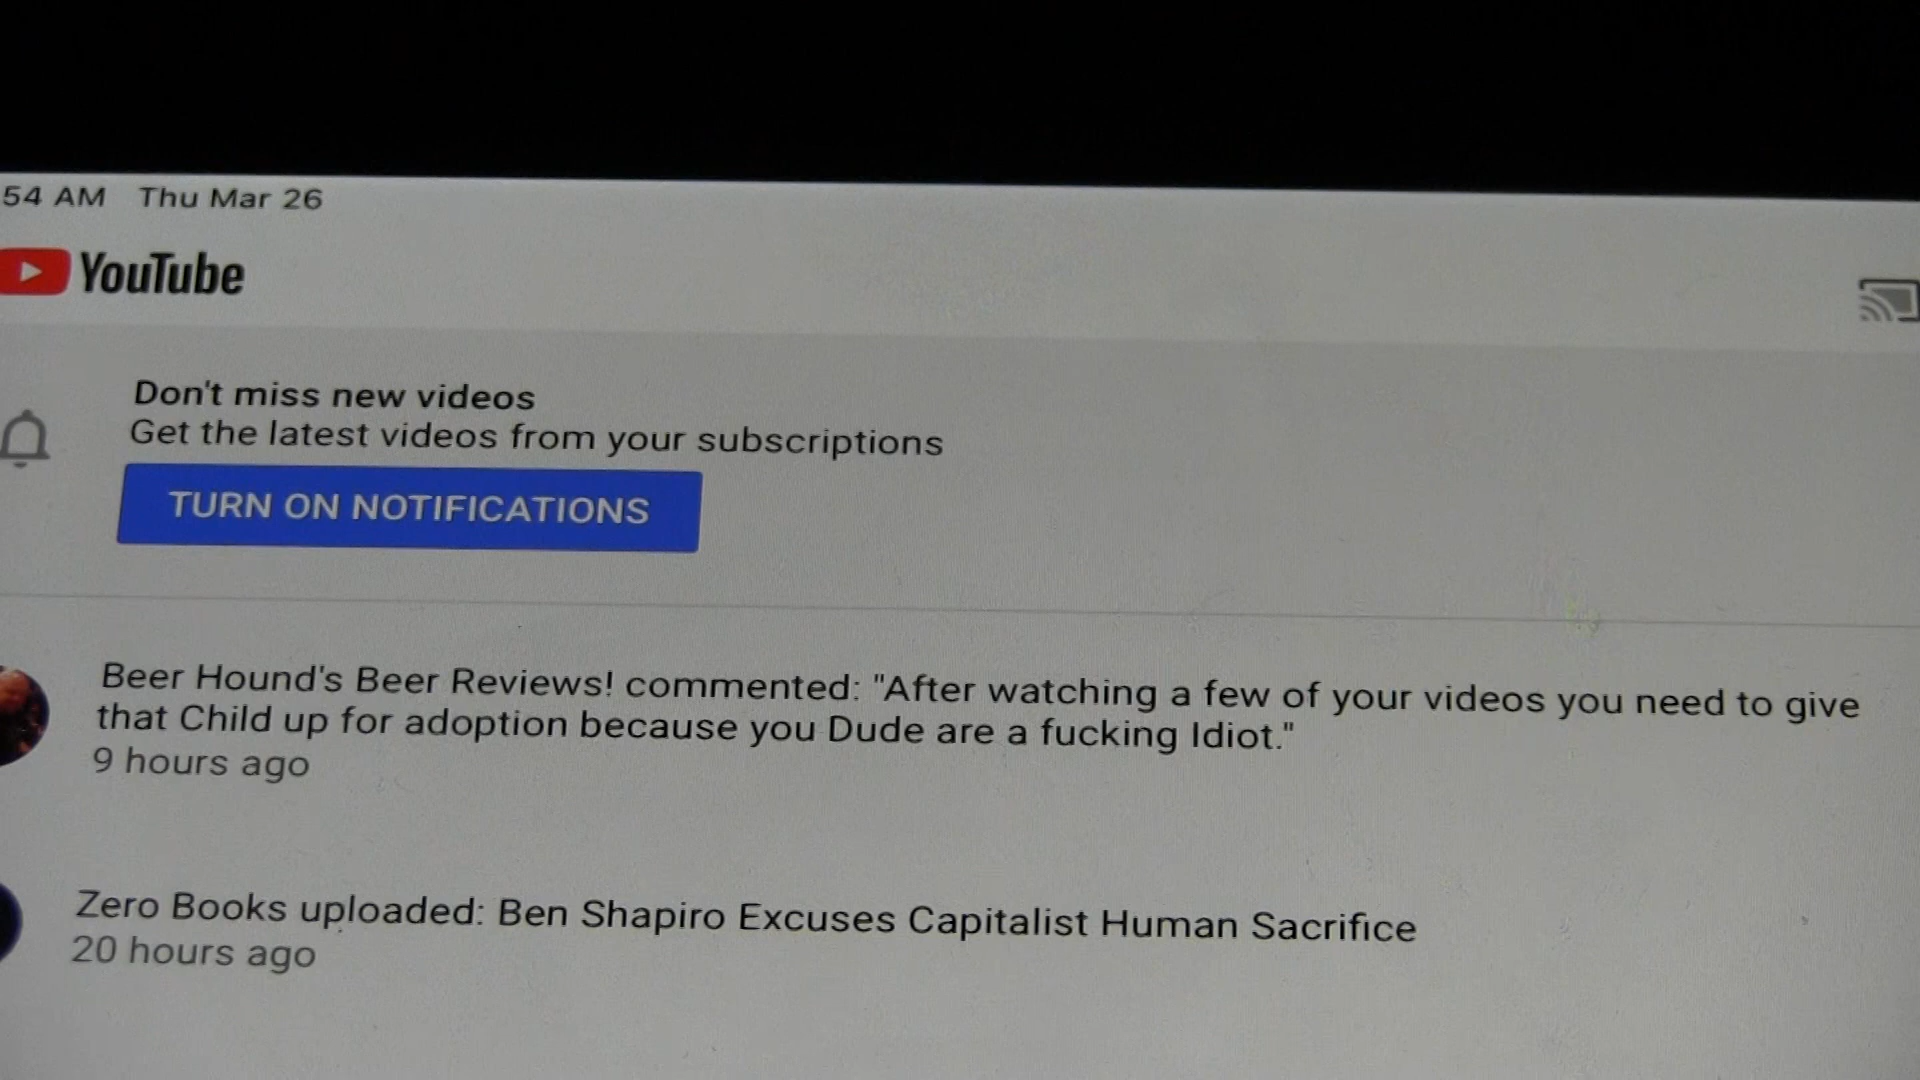 54 AM Thu Mar 26
YouTube
Don't miss new videos
Get the latest videos from your subscriptions
TURN ON NOTIFICATIONS
Beer Hound's Beer Reviews! commented: "After watching a few of your videos you need to give
that Child up for adoption because you Dude are a fucking Idiot."
9 hours ago
Zero Books uploaded: Ben Shapiro Excuses Capitalist Human Sacrifice
20 hours ago